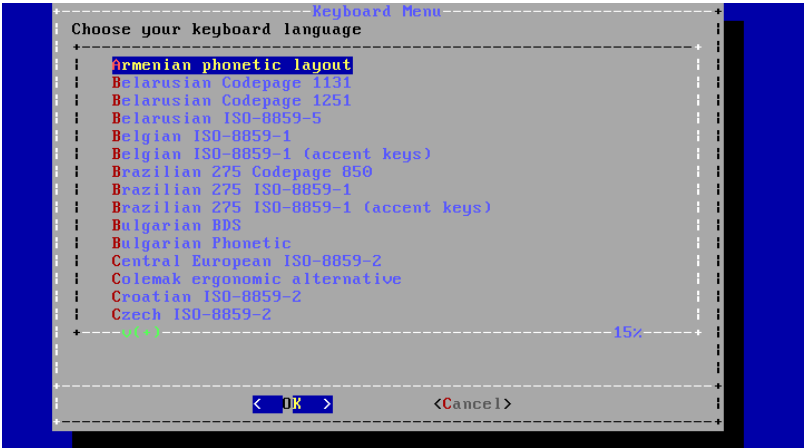 Keyboard Menu
Choose your keyboard language
Armenian phonetic layout
Belarusian Codepage 1131
Belarusian Codepage 1251
Belarusian ISO-8859-5
Belgian ISO-8859-1
Belgian ISO-8859-1 (accent keys)
Brazilian 275 Codepage 850
Brazilian 275 ISO-8859-1
Brazilian 275 ISO-8859-1 (accent keys)
Bulgarian BDS
Bulgarian Phonetic
Central European ISO-8859-2
Colemak ergonomic alternative
Croatian ISO-8859-2
Czech ISO-8859-2
v(+) 15%
< OK > <Cancel>